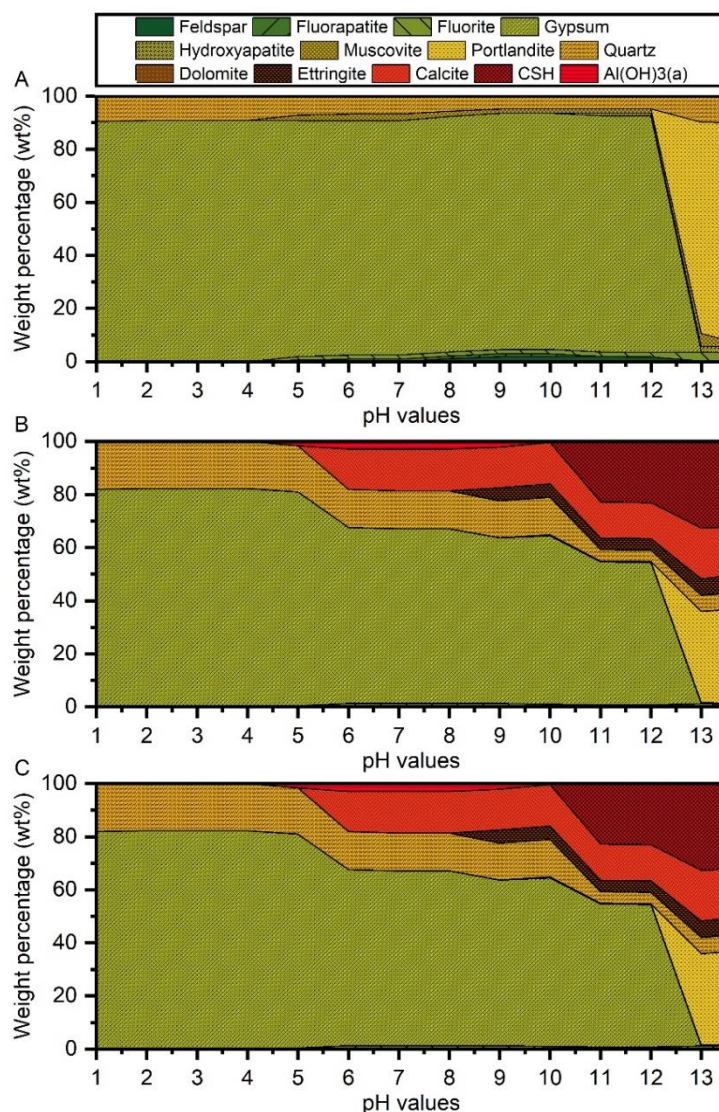 Feldspar Fluorapatite Fluorite Gypsum
Hydroxyapatite Muscovite Portlandite Quartz
Dolomite Ettringite Calcite CSH Al(OH)3(a)
A
Weight percentage (wt%)
100
80
60
40
20
0
1 2 3 4 5 6 7 8 9 10 11 12 13
pH values
B
Weight percentage (wt%)
100
80
60
40
20
0
1 2 3 4 5 6 7 8 9 10 11 12 13
pH values
C
Weight percentage (wt%)
100
80
60
40
20
0
1 2 3 4 5 6 7 8 9 10 11 12 13
pH values